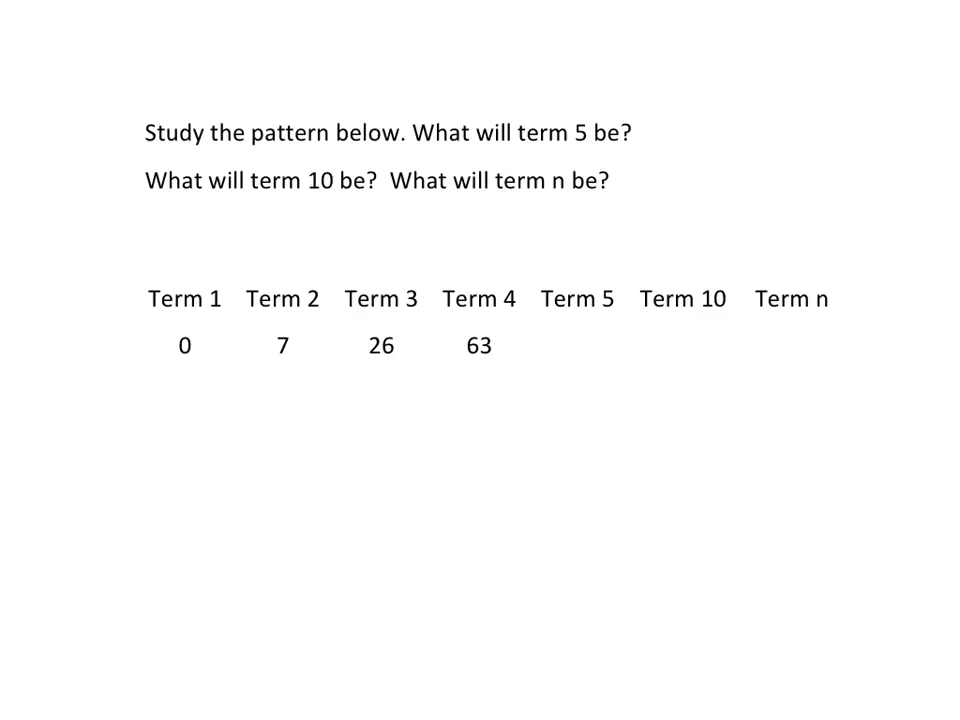 Study the pattern below. What will term 5 be?
What will term 10 be? What will term n be?
Term 1 Term 2 Term 3 Term 4 Term 5 Term 10 Term n
0 7 26 63